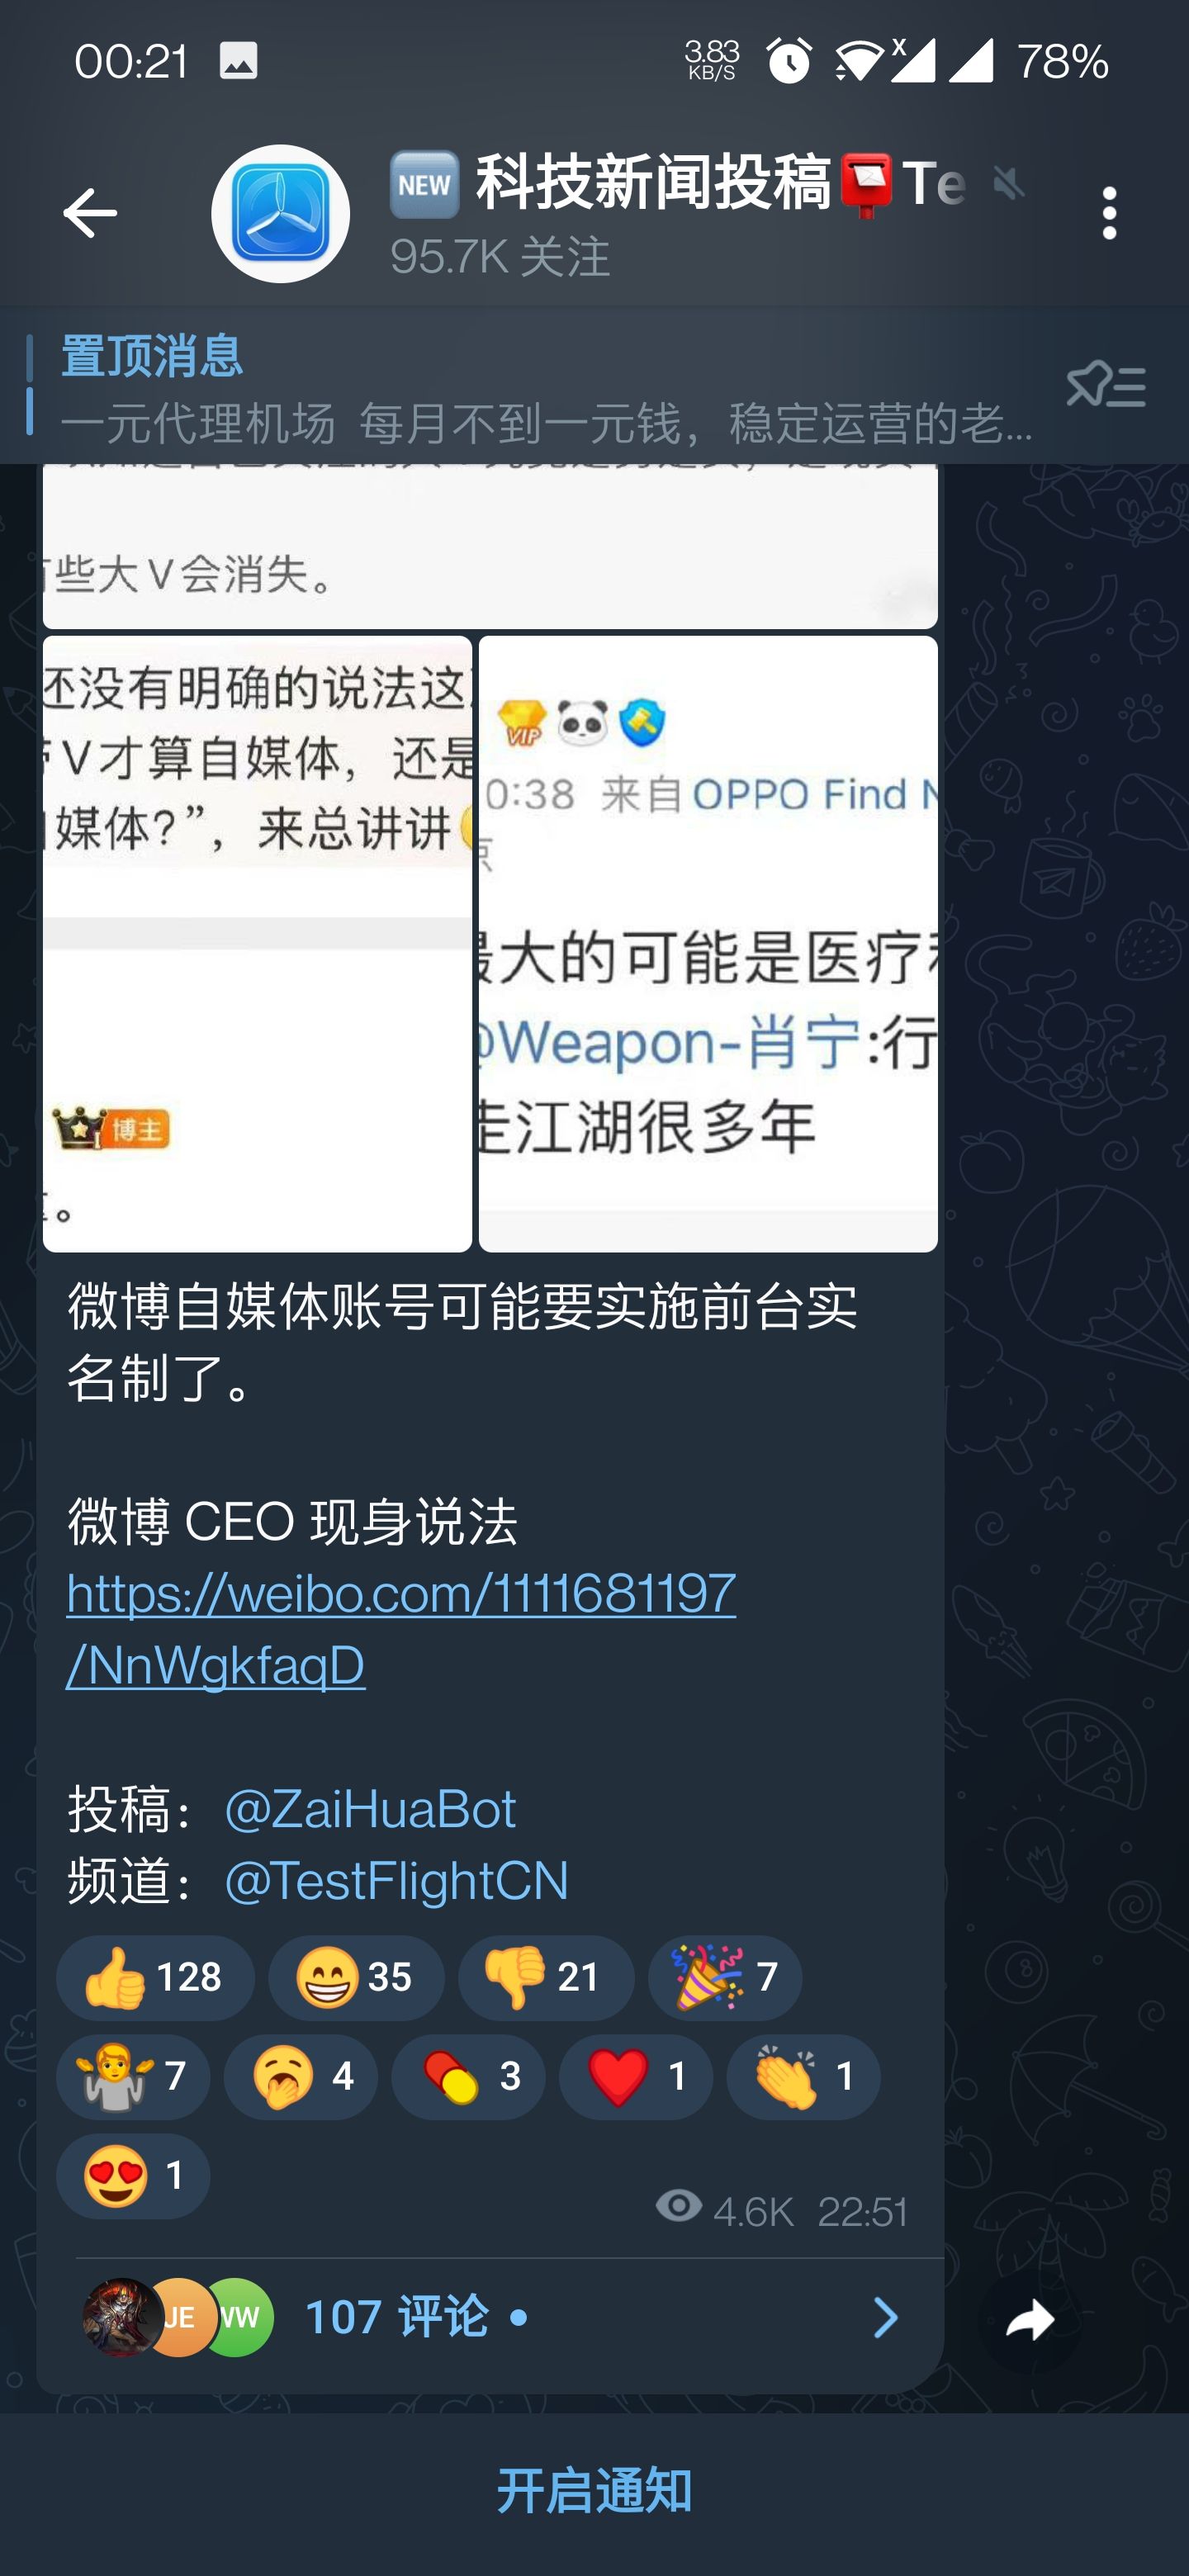 00:21
3.83
KB/S
X
78%
NEW 科技新闻投稿📮Te
95.7K 关注
置顶消息
一元代理机场 每月不到一元钱，稳定运营的老...
些大V会消失。
还没有明确的说法这
V才算自媒体，还是
媒体？”，来总讲讲
博主
。
VIP
0:38 来自 OPPO Find N
京
最大的可能是医疗
@Weapon-肖宁:行
走江湖很多年
微博自媒体账号可能要实施前台实
名制了。
微博 CEO 现身说法
https://weibo.com/1111681197
/NnWgkfaqD
投稿：@ZaiHuaBot
频道：@TestFlightCN
👍 128 😁 35 👎 21 🎉 7
🤷 7 🥱 4 💊 3 ❤ 1 👏 1
😍 1
4.6K 22:51
JE WW 107 评论 •
开启通知